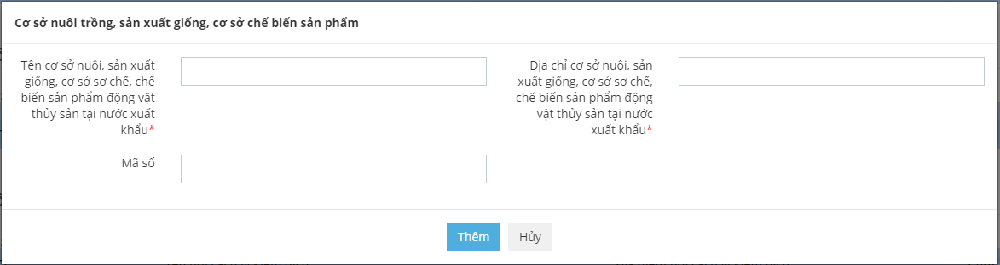 Cơ sở nuôi trồng, sản xuất giống, cơ sở chế biến sản phẩm
Tên cơ sở nuôi, sản xuất
giống, cơ sở sơ chế, chế
biến sản phẩm động vật
thủy sản tại nước xuất
khẩu*
Địa chỉ cơ sở nuôi, sản
xuất giống, cơ sở sơ chế,
chế biến sản phẩm động
vật thủy sản tại nước
xuất khẩu*
Mã số
Thêm
Hủy